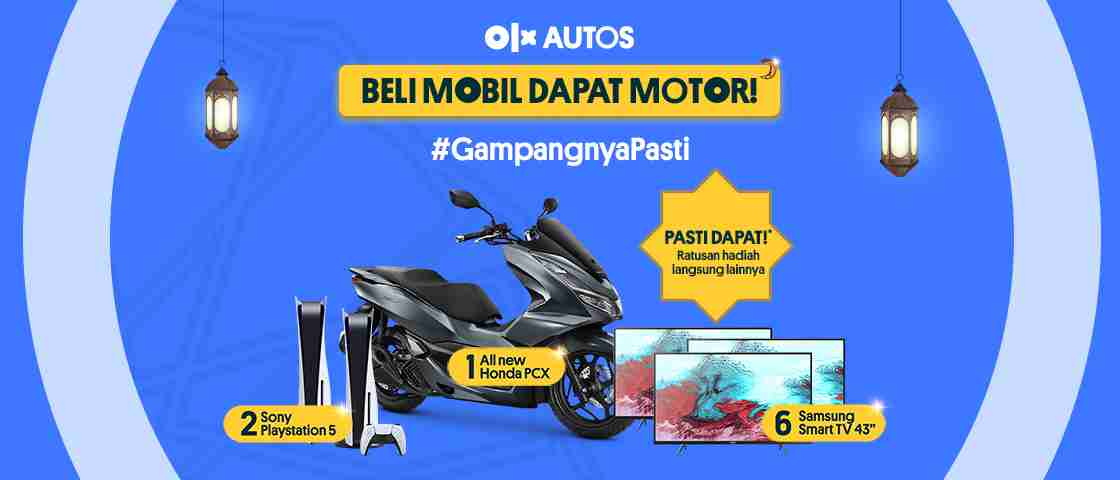 OLX AUTOS
BELI MOBIL DAPAT MOTOR!
#GampangnyaPasti
PASTI DAPAT!*
Ratusan hadiah
langsung lainnya
1 All new
Honda PCX
2 Sony
Playstation 5
6 Samsung
Smart TV 43”